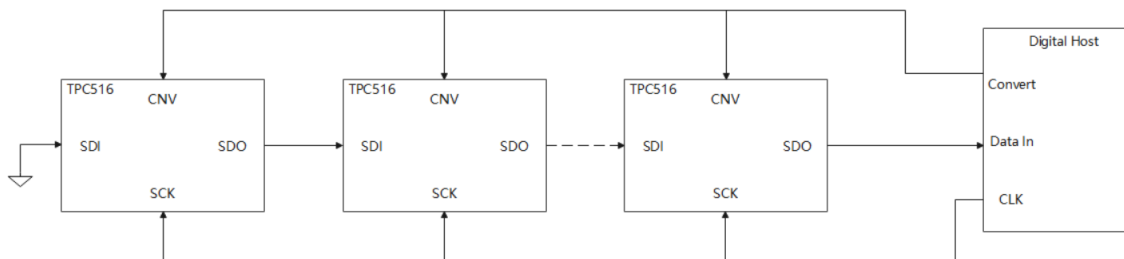 Digital Host
TPC516
CNV
SDI
SDO
SCK
TPC516
CNV
SDI
SDO
SCK
TPC516
CNV
SDI
SDO
SCK
Convert
Data In
CLK